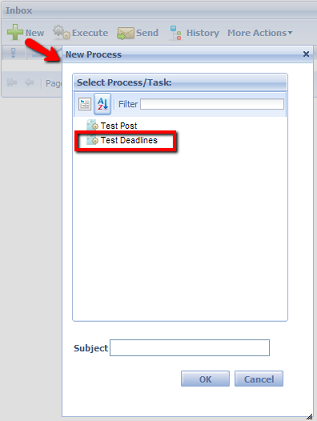 Inbox
New Execute Send History More Actions
!
Page
New Process
Select Process/Task:
A Z Filter
Test Post
Test Deadlines
Subject
OK Cancel